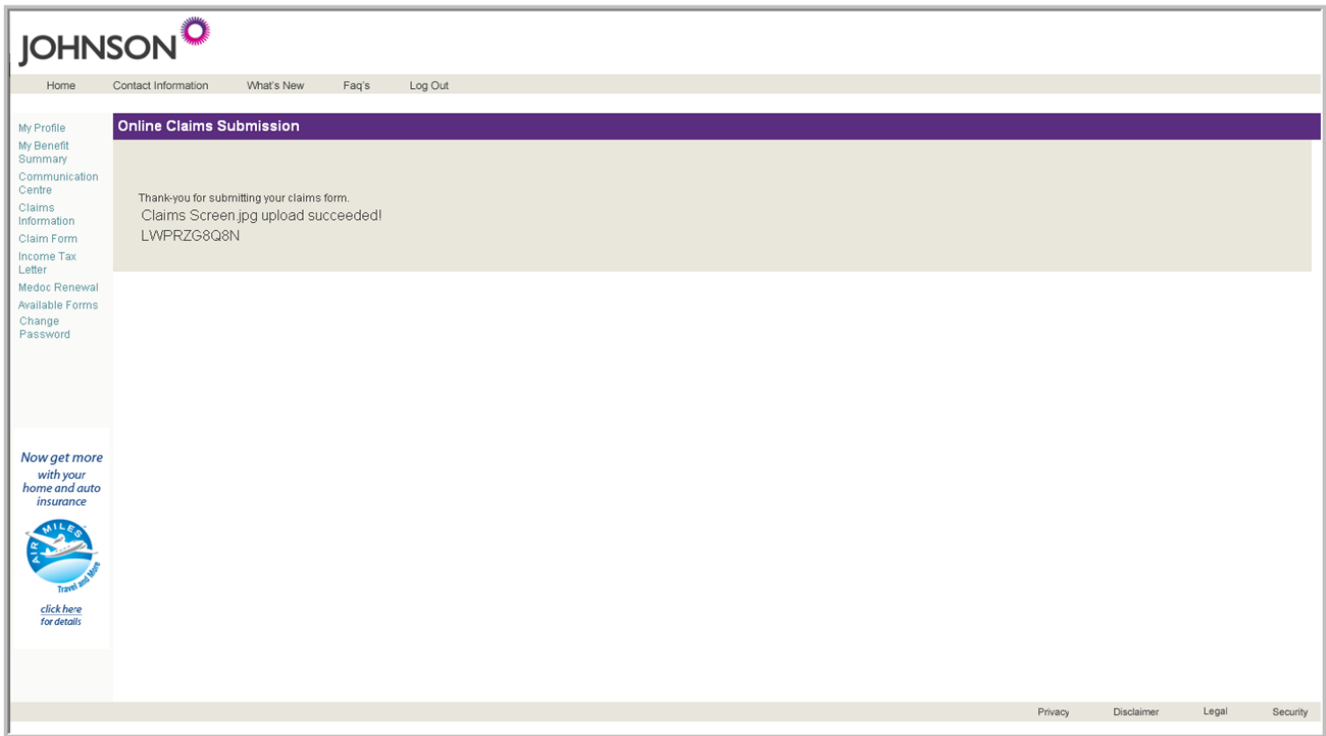 JOHNSON
Home Contact Information What's New Faq's Log Out
My Profile
My Benefit
Summary
Communication
Centre
Claims
Information
Claim Form
Income Tax
Letter
Medoc Renewal
Available Forms
Change
Password
Online Claims Submission
Thank-you for submitting your claims form.
Claims Screen.jpg upload succeeded!
LWPRZG8Q8N
Now get more
with your
home and auto
insurance
AIR MILES
Travel and More
click here
for details
Privacy Disclaimer Legal Security